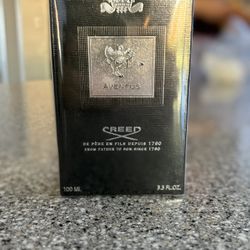 AVENTUS
CREED
DE PÈRE EN FILS DEPUIS 1760
FROM FATHER TO SON SINCE 1760
100 ML
3.3 FL.OZ.